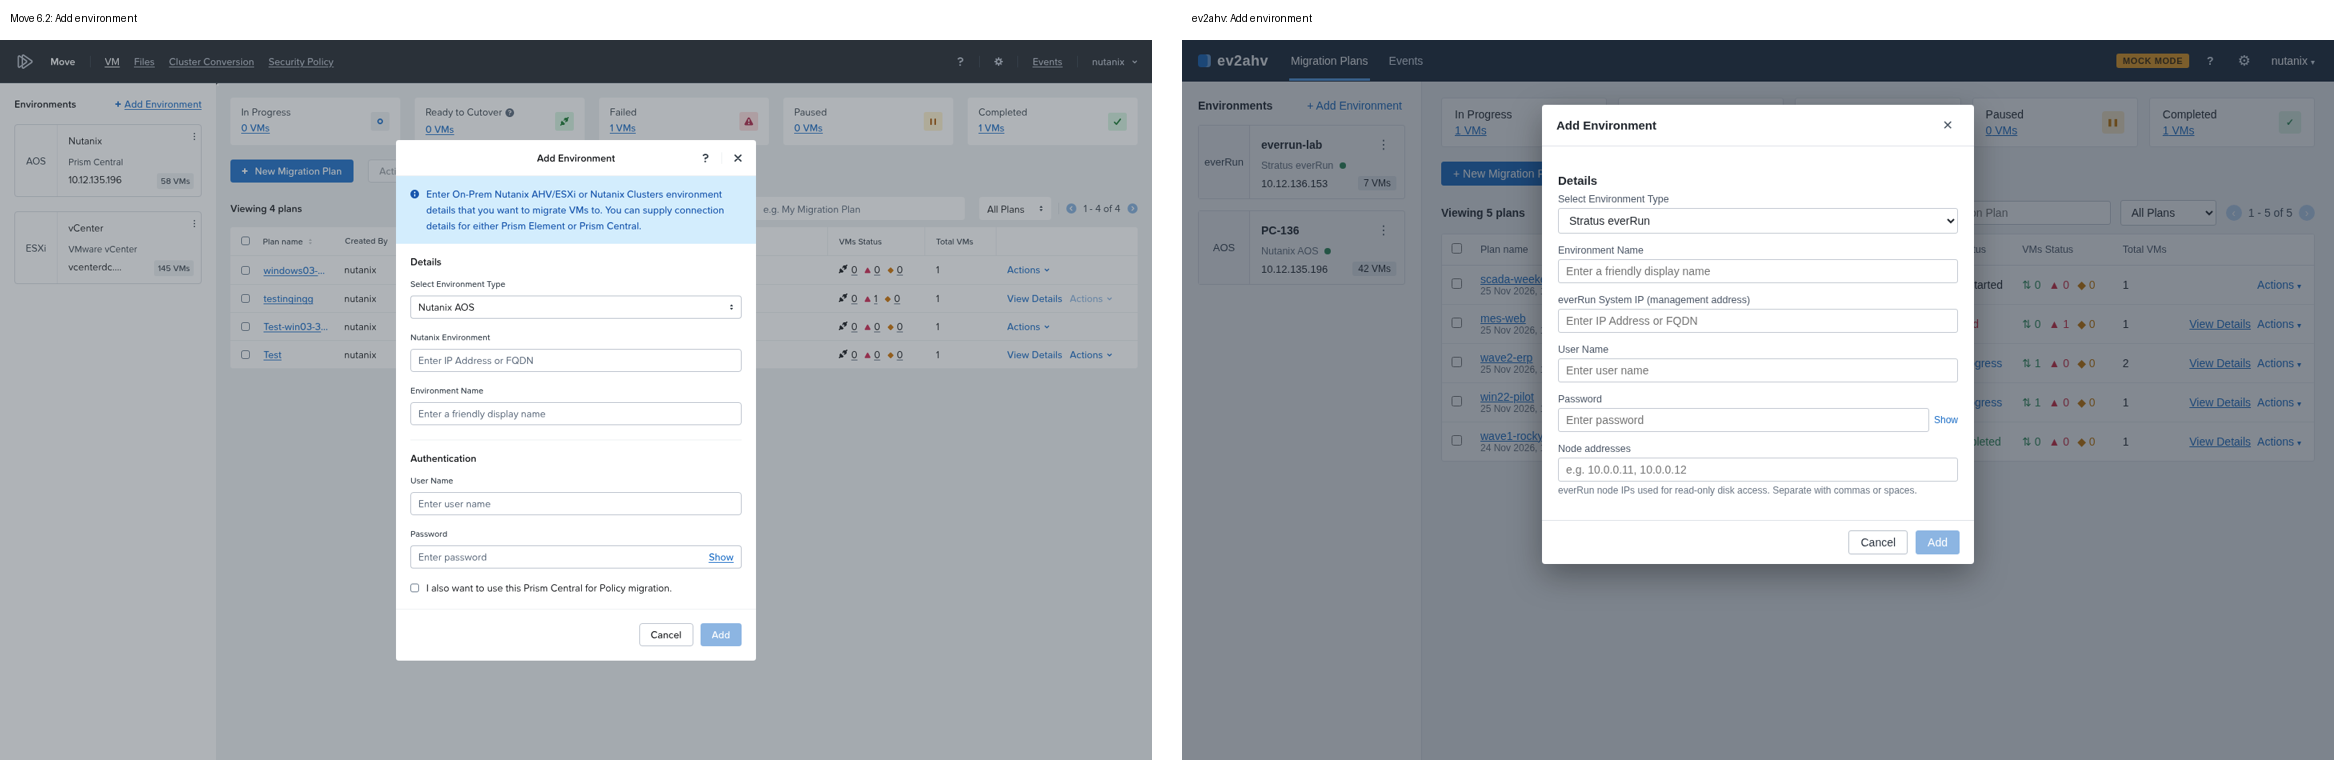 Move 6.2: Add environment
Move
VM
Files
Cluster Conversion
Security Policy
?
Events
nutanix
Environments
+ Add Environment
AOS
Nutanix
Prism Central
10.12.135.196
58 VMs
ESXi
vCenter
VMware vCenter
vcenterdc....
145 VMs
In Progress
0 VMs
Ready to Cutover
0 VMs
Failed
1 VMs
Paused
0 VMs
Completed
1 VMs
+ New Migration Plan
Acti
Viewing 4 plans
e.g. My Migration Plan
All Plans
1 - 4 of 4
Plan name
Created By
VMs Status
Total VMs
windows03-...
nutanix
0 0 0
1
Actions
testingingg
nutanix
0 1 0
1
View Details
Actions
Test-win03-3...
nutanix
0 0 0
1
Actions
Test
nutanix
0 0 0
1
View Details
Actions
Add Environment
?
Enter On-Prem Nutanix AHV/ESXi or Nutanix Clusters environment
details that you want to migrate VMs to. You can supply connection
details for either Prism Element or Prism Central.
Details
Select Environment Type
Nutanix AOS
Nutanix Environment
Enter IP Address or FQDN
Environment Name
Enter a friendly display name
Authentication
User Name
Enter user name
Password
Enter password
Show
I also want to use this Prism Central for Policy migration.
Cancel
Add
ev2ahv: Add environment
ev2ahv
Migration Plans
Events
MOCK MODE
?
nutanix
Environments
+ Add Environment
everRun
everrun-lab
Stratus everRun
10.12.136.153
7 VMs
AOS
PC-136
Nutanix AOS
10.12.135.196
42 VMs
In Progress
1 VMs
Paused
0 VMs
Completed
1 VMs
+ New Migration P
Viewing 5 plans
on Plan
All Plans
1 - 5 of 5
Plan name
tus
VMs Status
Total VMs
scada-week
25 Nov 2026,
tarted
0 0 0
1
Actions
mes-web
25 Nov 2026,
d
0 1 0
1
View Details
Actions
wave2-erp
25 Nov 2026,
gress
1 0 0
2
View Details
Actions
win22-pilot
25 Nov 2026,
gress
1 0 0
1
View Details
Actions
wave1-rocky
24 Nov 2026,
leted
0 0 0
1
View Details
Actions
Add Environment
Details
Select Environment Type
Stratus everRun
Environment Name
Enter a friendly display name
everRun System IP (management address)
Enter IP Address or FQDN
User Name
Enter user name
Password
Enter password
Show
Node addresses
e.g. 10.0.0.11, 10.0.0.12
everRun node IPs used for read-only disk access. Separate with commas or spaces.
Cancel
Add